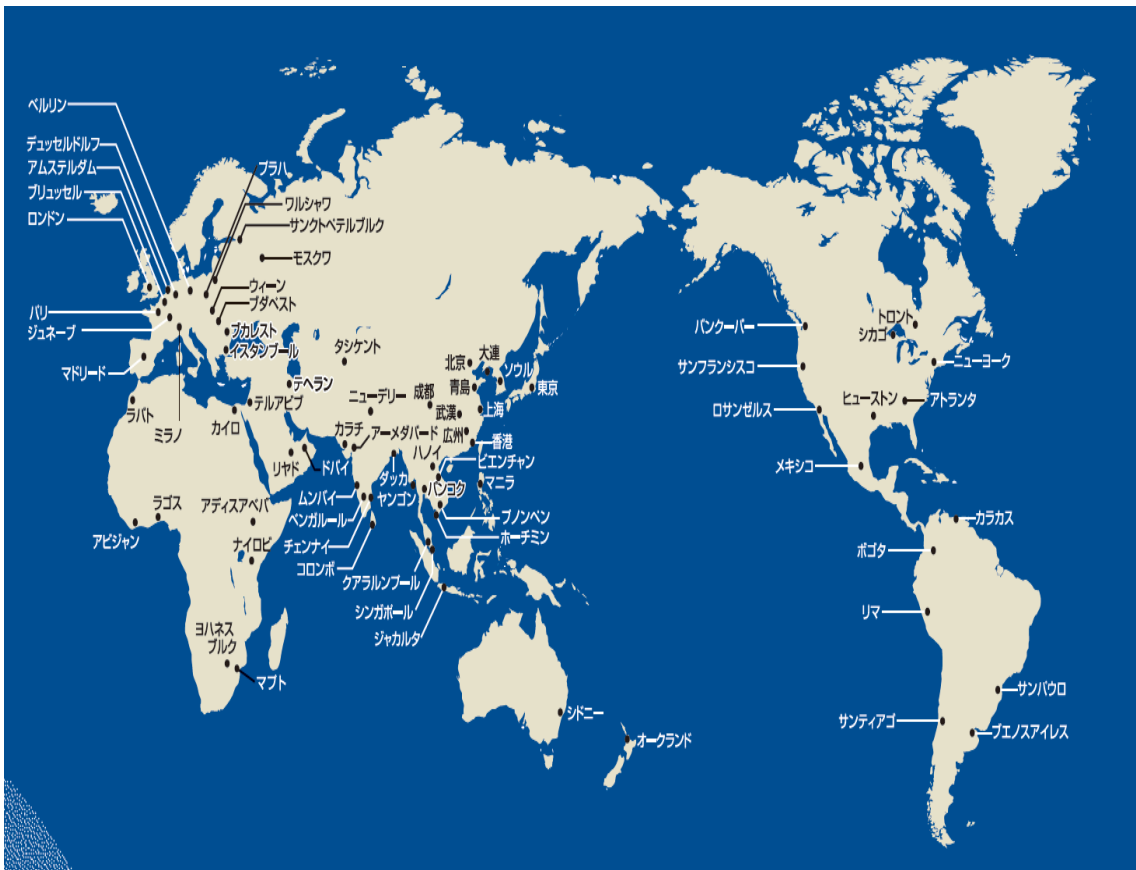 ベルリン
デュッセルドルフ
アムステルダム
ブリュッセル
ロンドン
プラハ
ワルシャワ
サンクトペテルブルク
モスクワ
ウィーン
ブダペスト
パリ
ジュネーブ
ブカレスト
イスタンブール
マドリード
タシケント
テヘラン
テルアビブ
ラバト
ミラノ
カイロ
ニューデリー
カラチ
アーメダバード
北京
大連
ソウル
成都
青島
東京
武漢
上海
広州
香港
ハノイ
ビエンチャン
リヤド
ドバイ
ダッカ
バンコク
マニラ
ムンバイ
ヤンゴン
ラゴス
アディスアベバ
ベンガルール
プノンペン
アビジャン
チェンナイ
ホーチミン
ナイロビ
コロンボ
クアラルンプール
シンガポール
ジャカルタ
ヨハネス
ブルク
マプト
シドニー
オークランド
バンクーバー
トロント
シカゴ
サンフランシスコ
ニューヨーク
ヒューストン
アトランタ
ロサンゼルス
メキシコ
カラカス
ボゴタ
リマ
サンパウロ
サンティアゴ
ブエノスアイレス